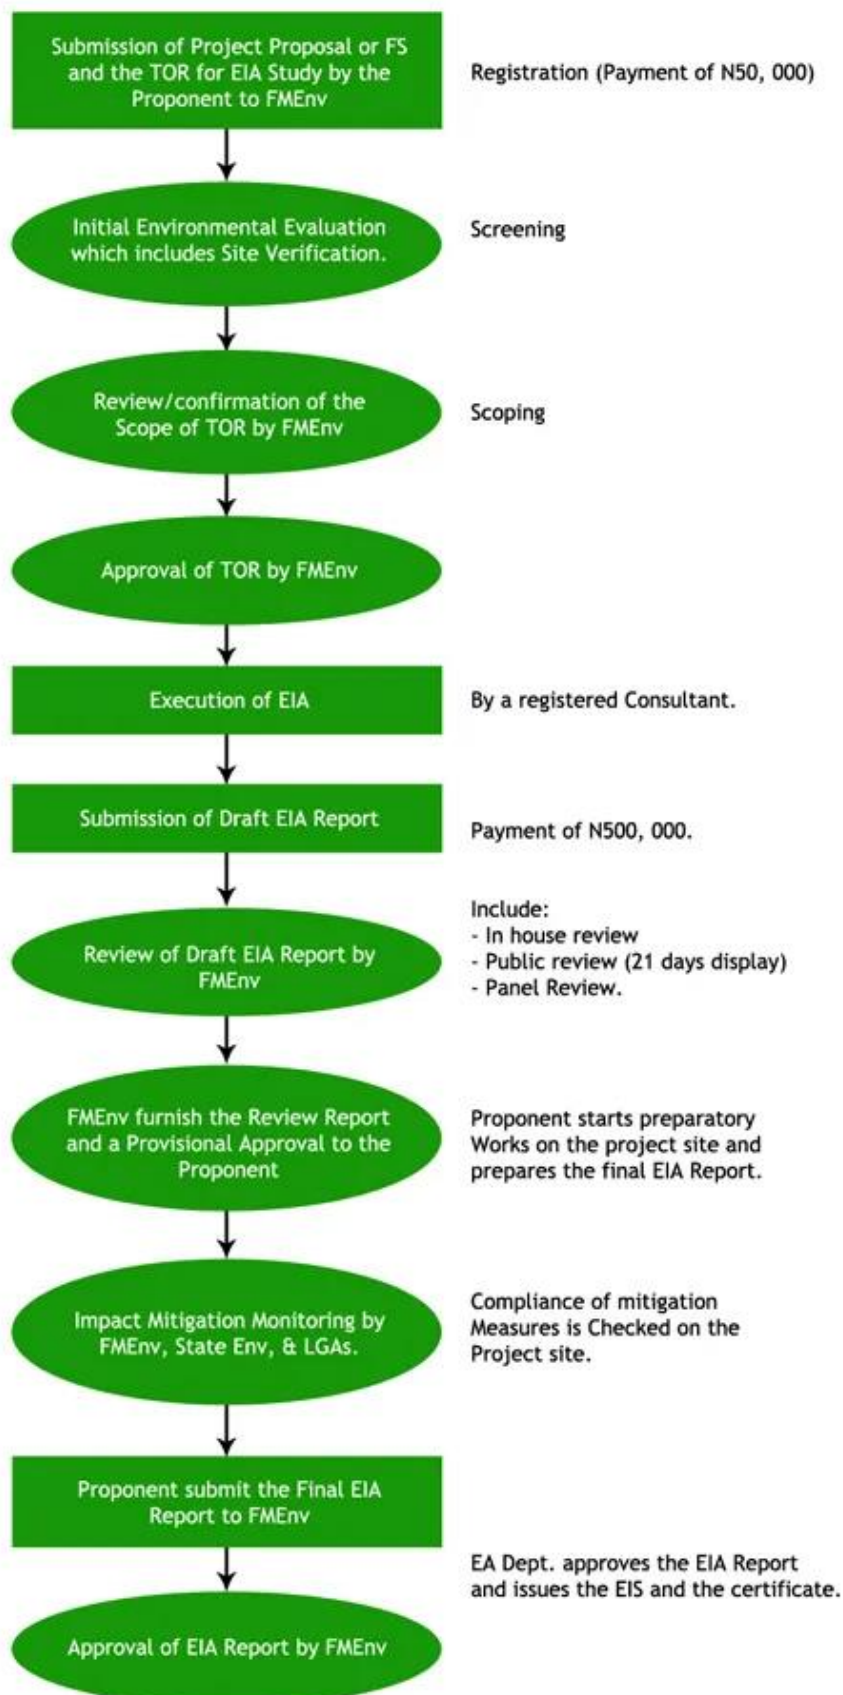 Submission of Project Proposal or FS
and the TOR for EIA Study by the
Proponent to FMEnv
Registration (Payment of N50, 000)
Initial Environmental Evaluation
which includes Site Verification.
Screening
Review/confirmation of the
Scope of TOR by FMEnv
Scoping
Approval of TOR by FMEnv
Execution of EIA
By a registered Consultant.
Submission of Draft EIA Report
Payment of N500, 000.
Review of Draft EIA Report by
FMEnv
Include:
- In house review
- Public review (21 days display)
- Panel Review.
FMEnv furnish the Review Report
and a Provisional Approval to the
Proponent
Proponent starts preparatory
Works on the project site and
prepares the final EIA Report.
Impact Mitigation Monitoring by
FMEnv, State Env, & LGAs.
Compliance of mitigation
Measures is Checked on the
Project site.
Proponent submit the Final EIA
Report to FMEnv
EA Dept. approves the EIA Report
and issues the EIS and the certificate.
Approval of EIA Report by FMEnv